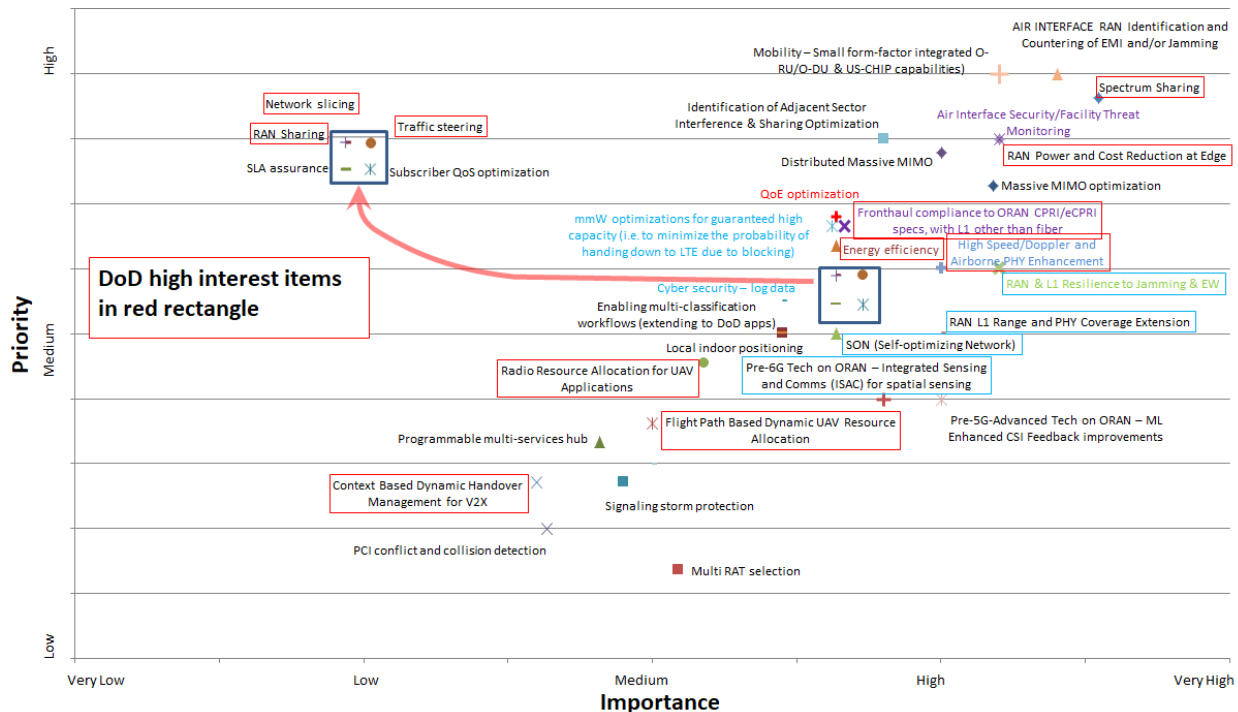 AIR INTERFACE RAN Identification and
Countering of EMI and/or Jamming
High
Mobility – Small form-factor integrated O-
RU/O-DU & US-CHIP capabilities)
Spectrum Sharing
Network slicing
RAN Sharing
Traffic steering
Identification of Adjacent Sector
Interference & Sharing Optimization
Air Interface Security/Facility Threat
Monitoring
SLA assurance
Subscriber QoS optimization
Distributed Massive MIMO
RAN Power and Cost Reduction at Edge
Massive MIMO optimization
QoE optimization
mmW optimizations for guaranteed high
capacity (i.e. to minimize the probability of
handing down to LTE due to blocking)
Fronthaul compliance to ORAN CPRI/eCPRI
specs, with L1 other than fiber
Energy efficiency
High Speed/Doppler and
Airborne PHY Enhancement
DoD high interest items
in red rectangle
Cyber security – log data
RAN & L1 Resilience to Jamming & EW
Enabling multi-classification
workflows (extending to DoD apps)
RAN L1 Range and PHY Coverage Extension
Priority
Medium
Local indoor positioning
SON (Self-optimizing Network)
Radio Resource Allocation for UAV
Applications
Pre-6G Tech on ORAN – Integrated Sensing
and Comms (ISAC) for spatial sensing
Flight Path Based Dynamic UAV Resource
Allocation
Pre-5G-Advanced Tech on ORAN – ML
Enhanced CSI Feedback improvements
Programmable multi-services hub
Context Based Dynamic Handover
Management for V2X
Signaling storm protection
PCI conflict and collision detection
Multi RAT selection
Low
Very Low
Low
Medium
High
Very High
Importance